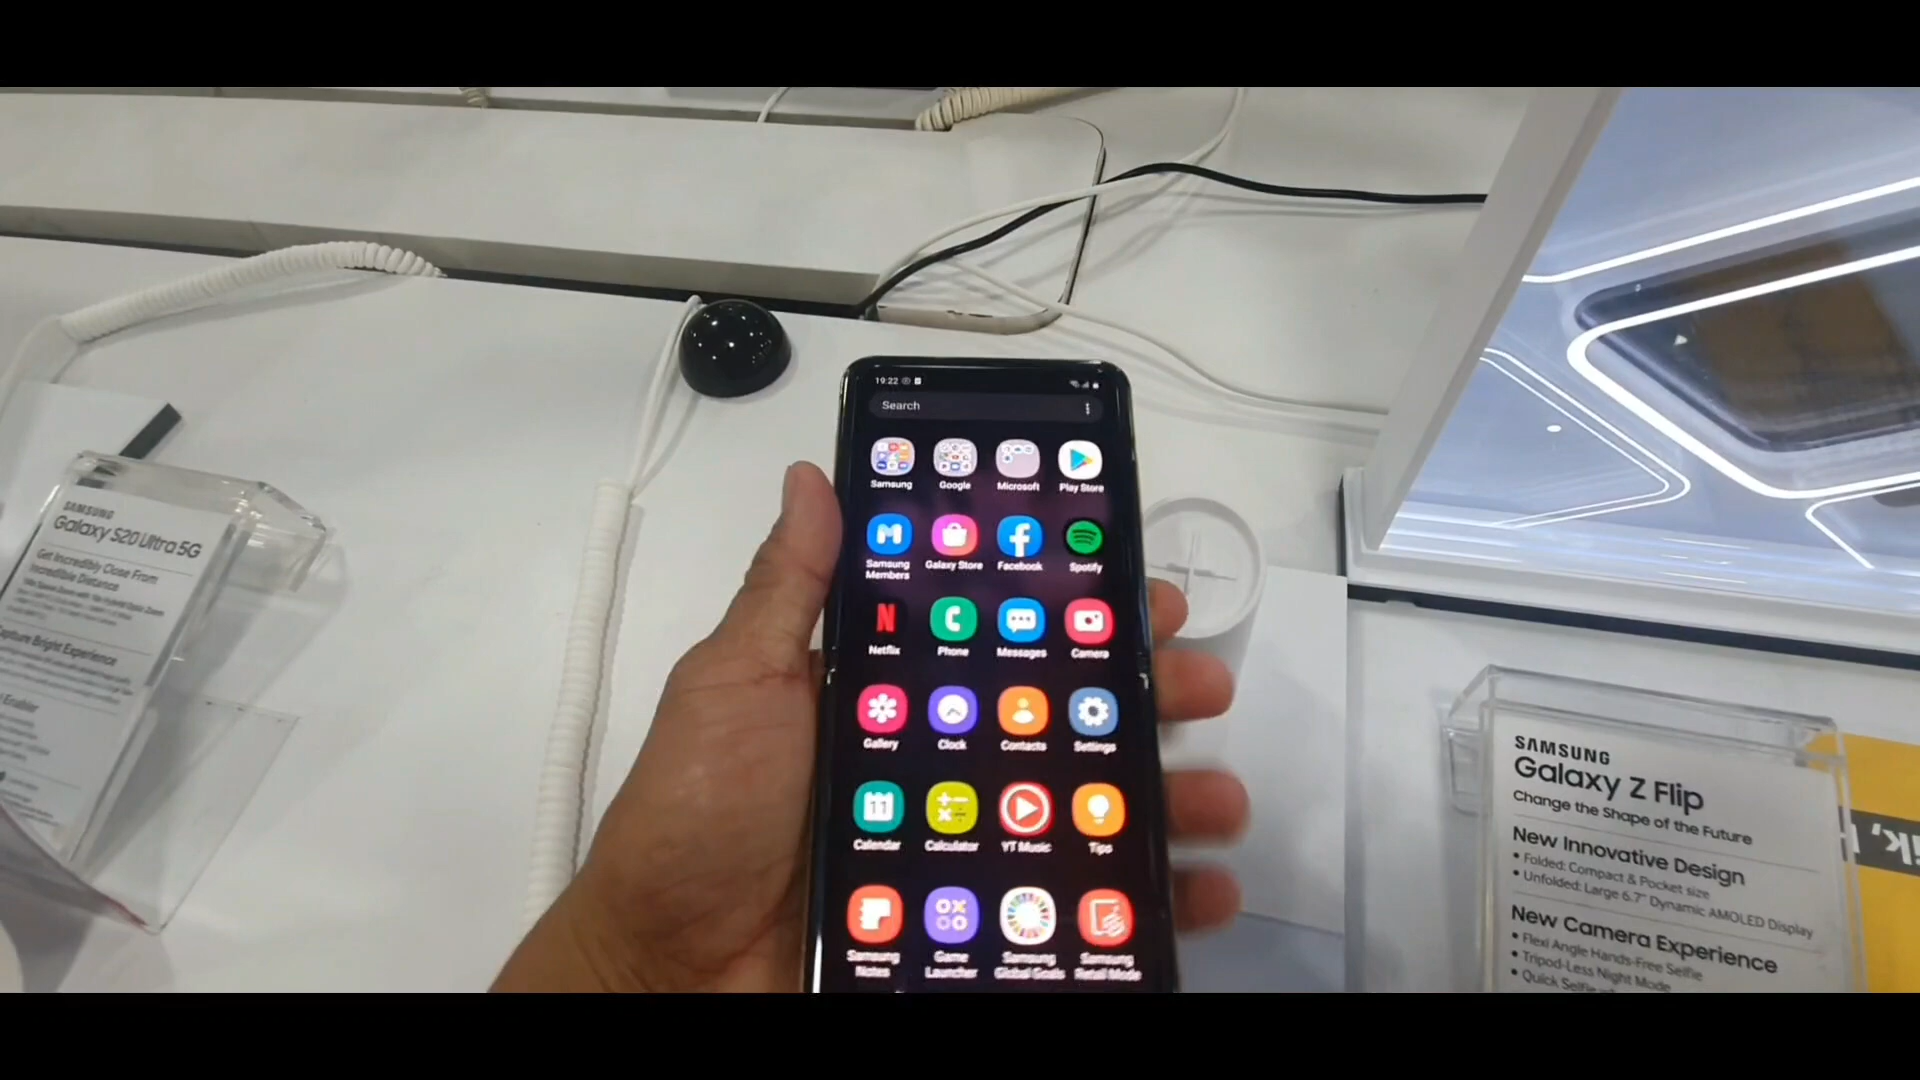 19:22
Search
Samsung Google Microsoft Play Store
Samsung Members
Galaxy Store Facebook Spotify
Netflix Phone Messages Camera
Gallery Clock Contacts Settings
11
Calendar Calculator YT Music Tips
Samsung Notes
Game Launcher
Samsung Global Goals
Samsung Retail Mode
SAMSUNG
Galaxy S20 Ultra 5G
Get Incredibly Close From
Incredible Distance
Capture Bright Experience
SAMSUNG
Galaxy Z Flip
Change the Shape of the Future
New Innovative Design
• Folded: Compact & Pocket size
• Unfolded: Large 6.7" Dynamic AMOLED Display
New Camera Experience
• Flexi Angle Hands-Free Selfie
• Tripod-Less Night Mode
• Quick Selfie